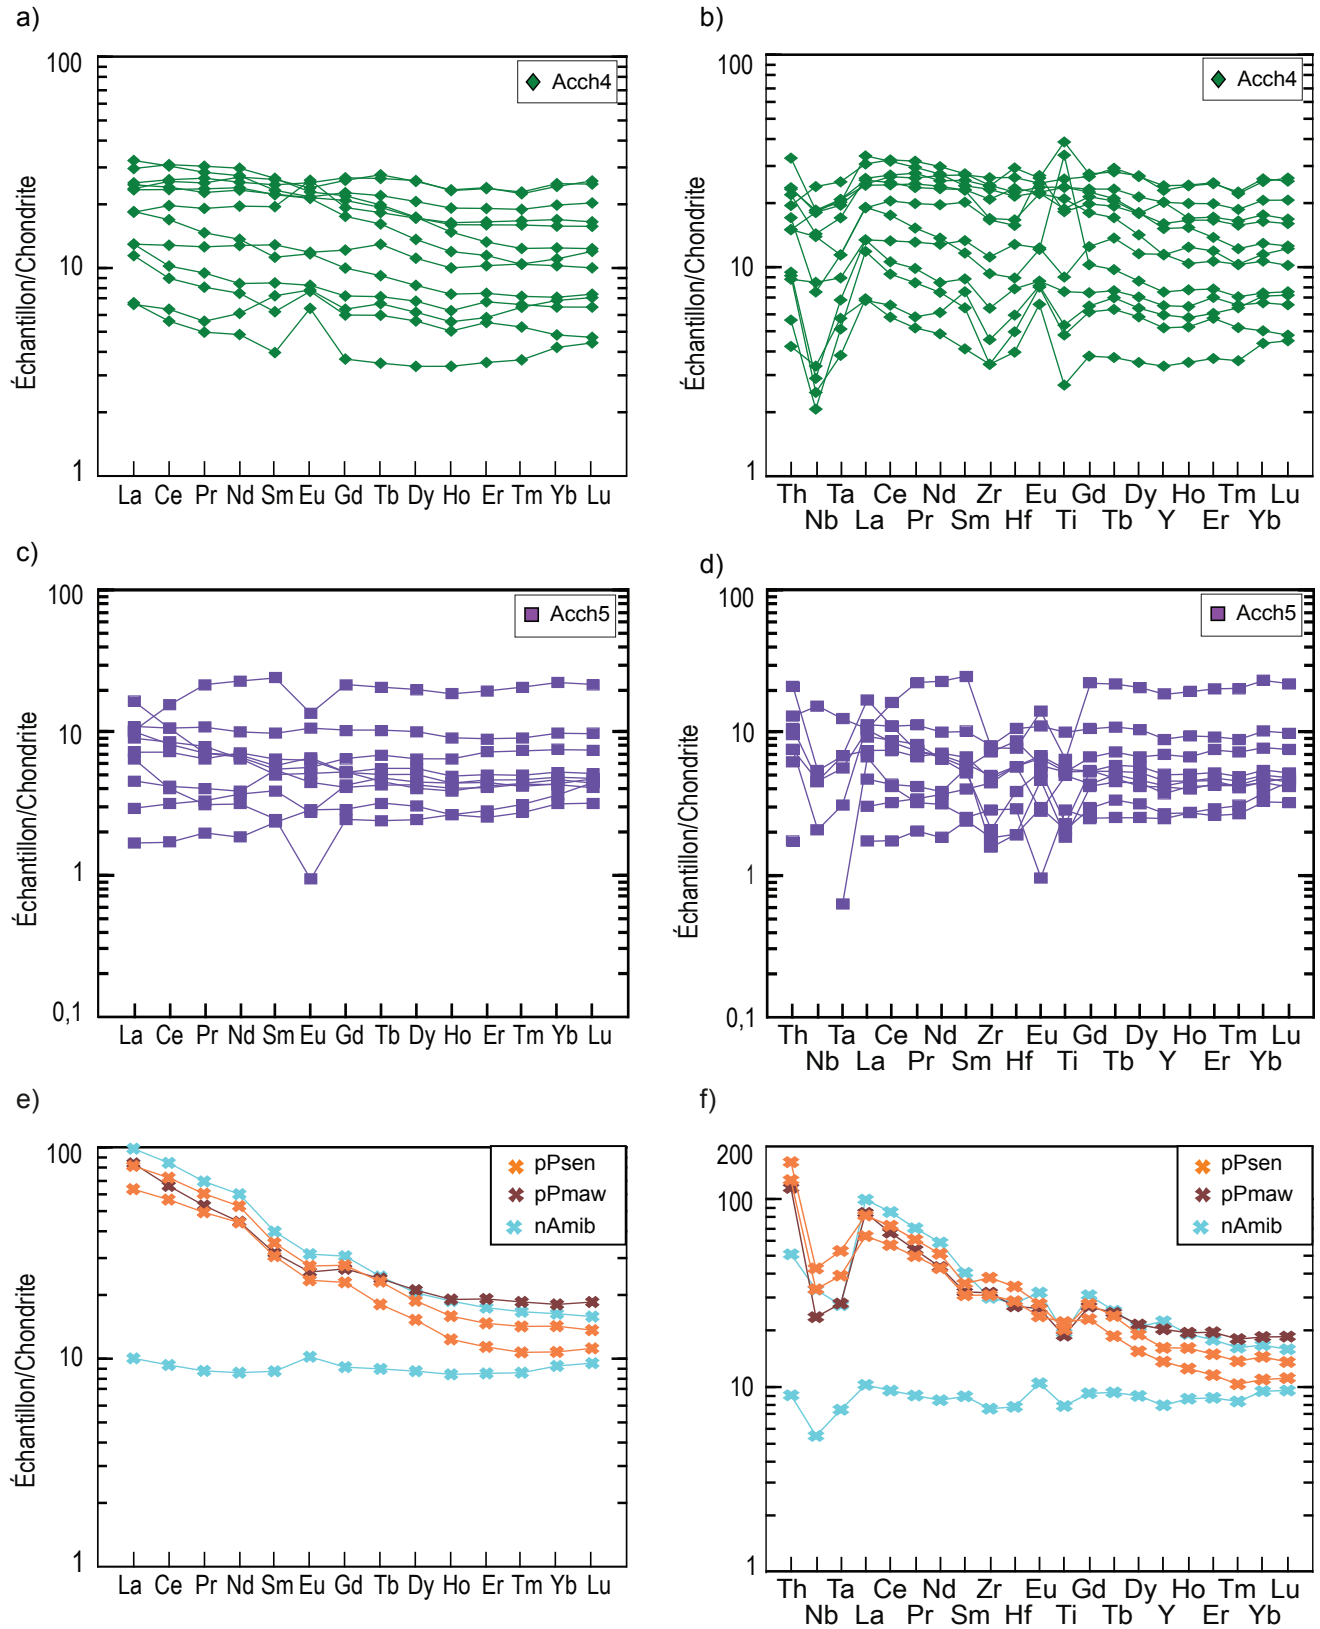 a)
100
Acch4
10
1
Échantillon/Chondrite
La Ce Pr Nd Sm Eu Gd Tb Dy Ho Er Tm Yb Lu
b)
100
Acch4
10
1
Échantillon/Chondrite
Th Ta Ce Nd Zr Eu Gd Dy Ho Tm Lu
Nb La Pr Sm Hf Ti Tb Y Er Yb
c)
100
Acch5
10
1
0,1
Échantillon/Chondrite
La Ce Pr Nd Sm Eu Gd Tb Dy Ho Er Tm Yb Lu
d)
100
Acch5
10
1
0,1
Échantillon/Chondrite
Th Ta Ce Nd Zr Eu Gd Dy Ho Tm Lu
Nb La Pr Sm Hf Ti Tb Y Er Yb
e)
100
pPsen
pPmaw
nAmib
10
1
Échantillon/Chondrite
La Ce Pr Nd Sm Eu Gd Tb Dy Ho Er Tm Yb Lu
f)
200
100
pPsen
pPmaw
nAmib
10
1
Th Ta Ce Nd Zr Eu Gd Dy Ho Tm Lu
Nb La Pr Sm Hf Ti Tb Y Er Yb